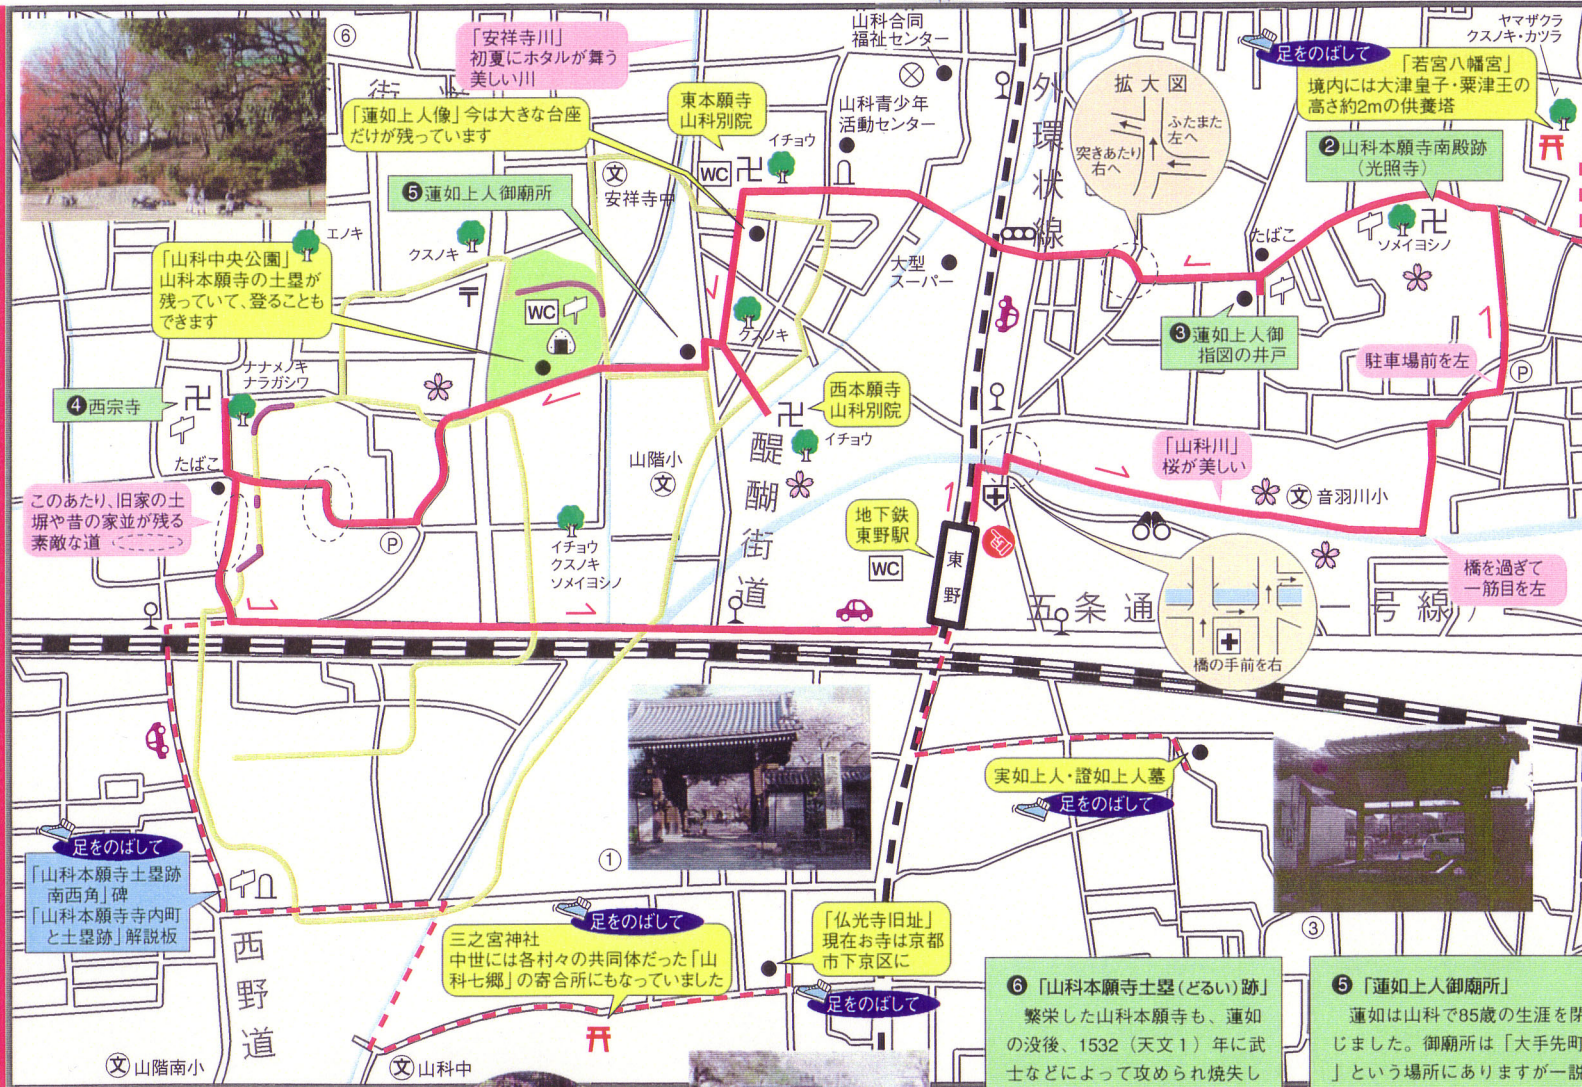 ⑥
街
「安祥寺川」
初夏にホタルが舞う
美しい川
山科合同
福祉センター
山科青少年
活動センター
外環状線
拡大図
ふたまた
左へ
突きあたり
右へ
足をのばして
「若宮八幡宮」
境内には大津皇子・粟津王の
高さ約2mの供養塔
ヤマザクラ
クスノキ・カツラ
❷山科本願寺南殿跡
(光照寺)
ソメイヨシノ
「蓮如上人像」今は大きな台座
だけが残っています
東本願寺
山科別院
イチョウ
WC
文
安祥寺中
❺蓮如上人御廟所
エノキ
クスノキ
「山科中央公園」
山科本願寺の土塁が
残っていて、登ることも
できます
〒
WC
クスノキ
大型
スーパー
たばこ
❸蓮如上人御
指図の井戸
駐車場前を左
P
ナナメノキ
ナラガシワ
❹西宗寺
たばこ
このあたり、旧家の土
塀や昔の家並が残る
素敵な道
P
西本願寺
山科別院
イチョウ
山階小
文
醍醐街道
イチョウ
クスノキ
ソメイヨシノ
地下鉄
東野駅
WC
東野
「山科川」
桜が美しい
文 音羽川小
橋を過ぎて
一筋目を左
五条通
一号線)
橋の手前を右
①
実如上人・證如上人墓
足をのばして
③
足をのばして
「山科本願寺土塁跡
南西角」碑
「山科本願寺寺内町
と土塁跡」解説板
西野道
足をのばして
三之宮神社
中世には各村々の共同体だった「山
科七郷」の寄合所にもなっていました
「仏光寺旧址」
現在お寺は京都
市下京区に
足をのばして
文 山階南小
文 山科中
❻「山科本願寺土塁(どるい)跡」
繁栄した山科本願寺も、蓮如
の没後、1532(天文1)年に武
士などによって攻められ焼失し
❺「蓮如上人御廟所」
蓮如は山科で85歳の生涯を閉
じました。御廟所は「大手先町
」という場所にありますが一説